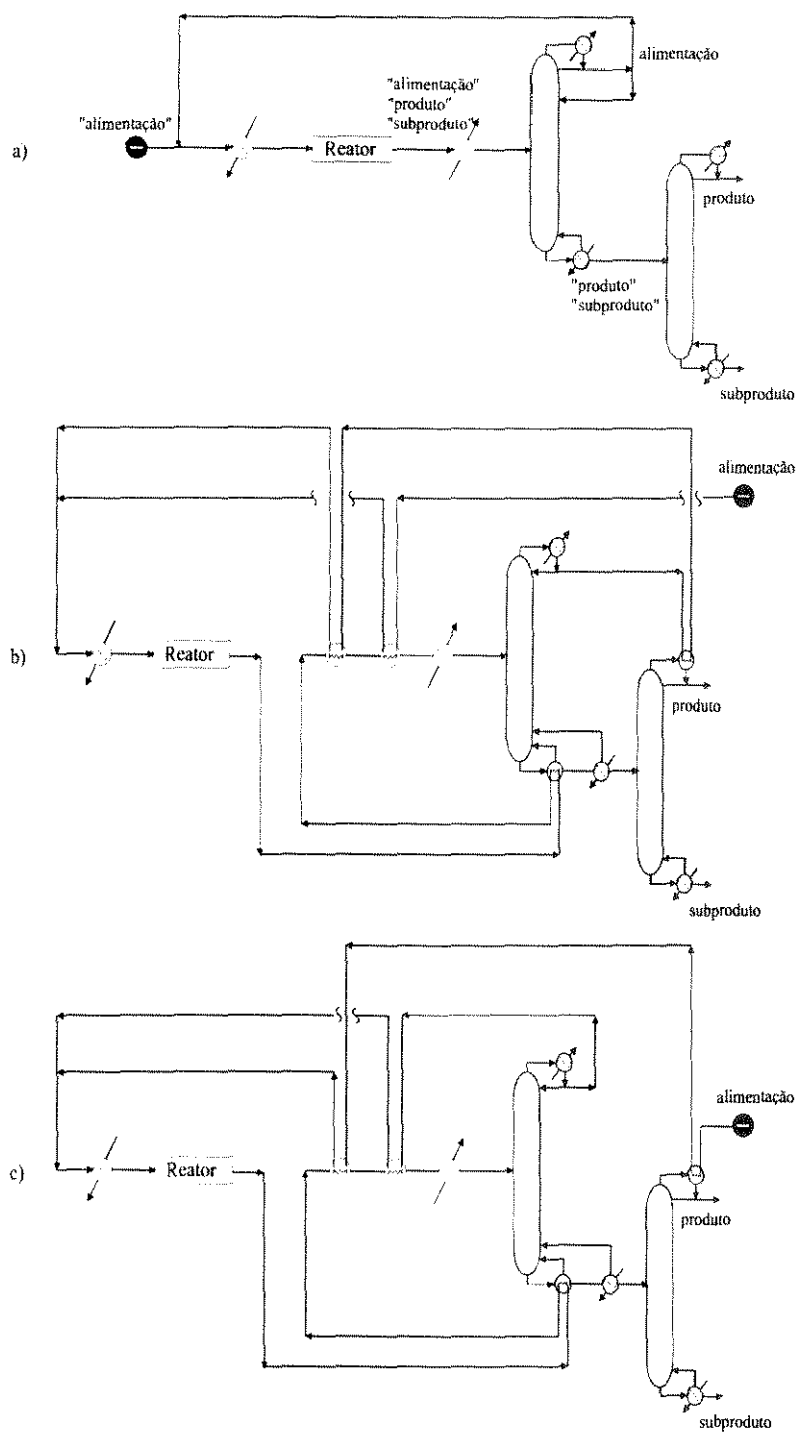 alimentação
"alimentação"
"produto"
"subproduto"
"alimentação"
a)
Reator
produto
"produto"
"subproduto"
subproduto
alimentação
b)
Reator
produto
subproduto
alimentação
c)
Reator
produto
subproduto